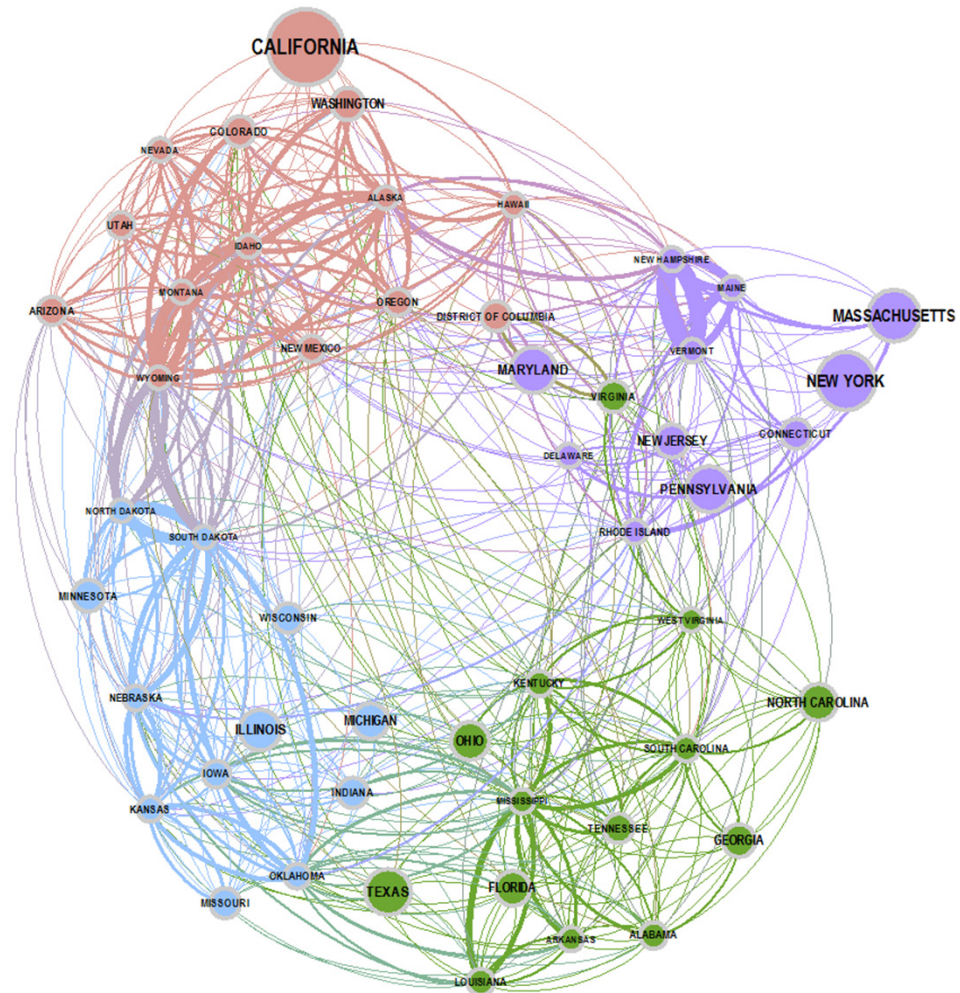 CALIFORNIA
WASHINGTON
COLORADO
NEVADA
ALASKA
HAWAII
UTAH
IDAHO
NEW HAMPSHIRE
MAINE
MONTANA
ARIZONA
OREGON
DISTRICT OF COLUMBIA
MASSACHUSETTS
NEW MEXICO
VERMONT
WYOMING
MARYLAND
NEW YORK
VIRGINIA
NEW JERSEY
CONNECTICUT
DELAWARE
PENNSYLVANIA
NORTH DAKOTA
SOUTH DAKOTA
RHODE ISLAND
MINNESOTA
WISCONSIN
WEST VIRGINIA
KENTUCKY
NEBRASKA
NORTH CAROLINA
ILLINOIS
MICHIGAN
OHIO
SOUTH CAROLINA
IOWA
INDIANA
KANSAS
MISSISSIPPI
TENNESSEE
GEORGIA
OKLAHOMA
TEXAS
FLORIDA
MISSOURI
ARKANSAS
ALABAMA
LOUISIANA